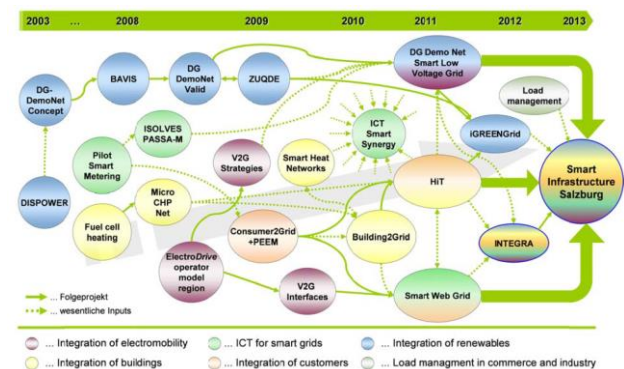 2003 ... 2008 2009 2010 2011 2012 2013
DG-
DemoNet
Concept
BAVIS
DG
DemoNet
Valid
ZUQDE
DG Demo Net
Smart Low
Voltage Grid
Load
management
ISOLVES
PASSA-M
Pilot
Smart
Metering
V2G
Strategies
Smart Heat
Networks
ICT
Smart
Synergy
iGREENGrid
DISPOWER
Micro
CHP
Net
Fuel cell
heating
HiT
Smart
Infrastructure
Salzburg
Consumer2Grid
+PEEM
Building2Grid
INTEGRA
ElectroDrive
operator
model
region
V2G
Interfaces
Smart Web Grid
... Folgeprojekt
... wesentliche Inputs
... Integration of electromobility ... ICT for smart grids ... Integration of renewables
... Integration of buildings ... Integration of customers ... Load managment in commerce and industry